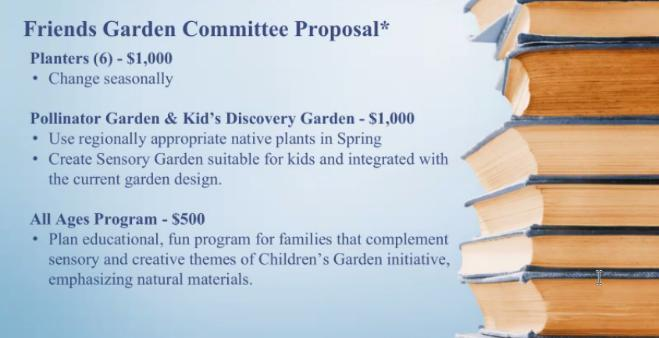 Friends Garden Committee Proposal*
Planters (6) - $1,000
• Change seasonally
Pollinator Garden & Kid's Discovery Garden - $1,000
• Use regionally appropriate native plants in Spring
• Create Sensory Garden suitable for kids and integrated with
the current garden design.
All Ages Program - $500
• Plan educational, fun program for families that complement
sensory and creative themes of Children's Garden initiative,
emphasizing natural materials.